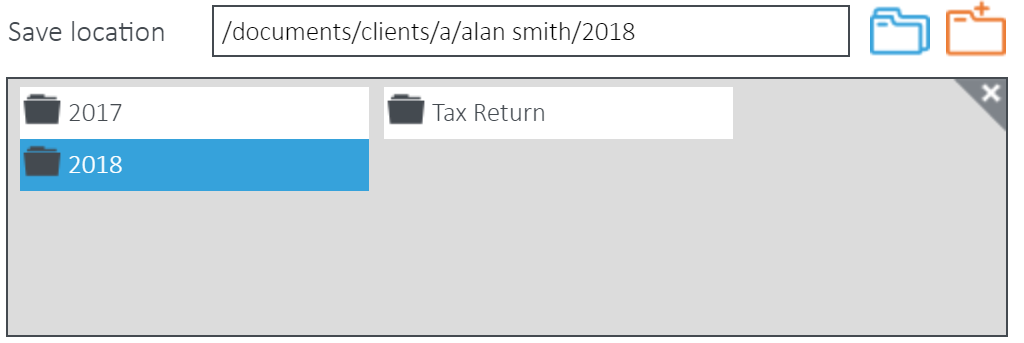 Save location
/documents/clients/a/alan smith/2018
2017
Tax Return
2018